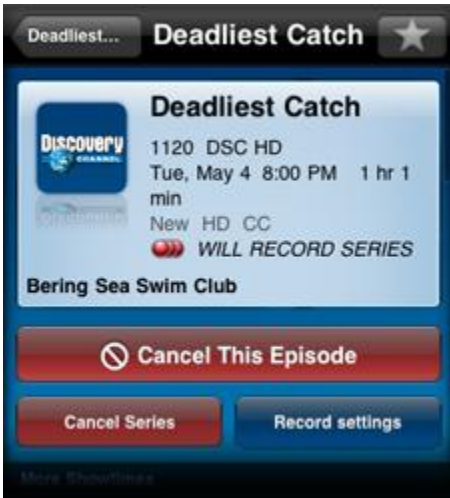 Deadliest...
Deadliest Catch
Deadliest Catch
DISCOVERY
CHANNEL
1120 DSC HD
Tue, May 4 8:00 PM 1 hr 1
min
New HD CC
WILL RECORD SERIES
Bering Sea Swim Club
Cancel This Episode
Cancel Series
Record settings
More Showtimes